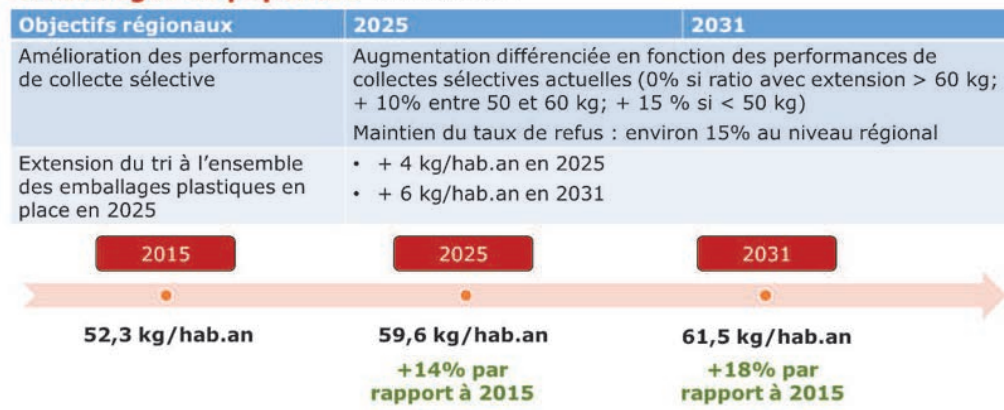 Objectifs régionaux 2025 2031
Amélioration des performances
de collecte sélective
Augmentation différenciée en fonction des performances de
collectes sélectives actuelles (0% si ratio avec extension > 60 kg;
+ 10% entre 50 et 60 kg; + 15 % si < 50 kg)
Maintien du taux de refus : environ 15% au niveau régional
Extension du tri à l'ensemble
des emballages plastiques en
place en 2025
• + 4 kg/hab.an en 2025
• + 6 kg/hab.an en 2031
2015 2025 2031
52,3 kg/hab.an 59,6 kg/hab.an 61,5 kg/hab.an
+14% par +18% par
rapport à 2015 rapport à 2015